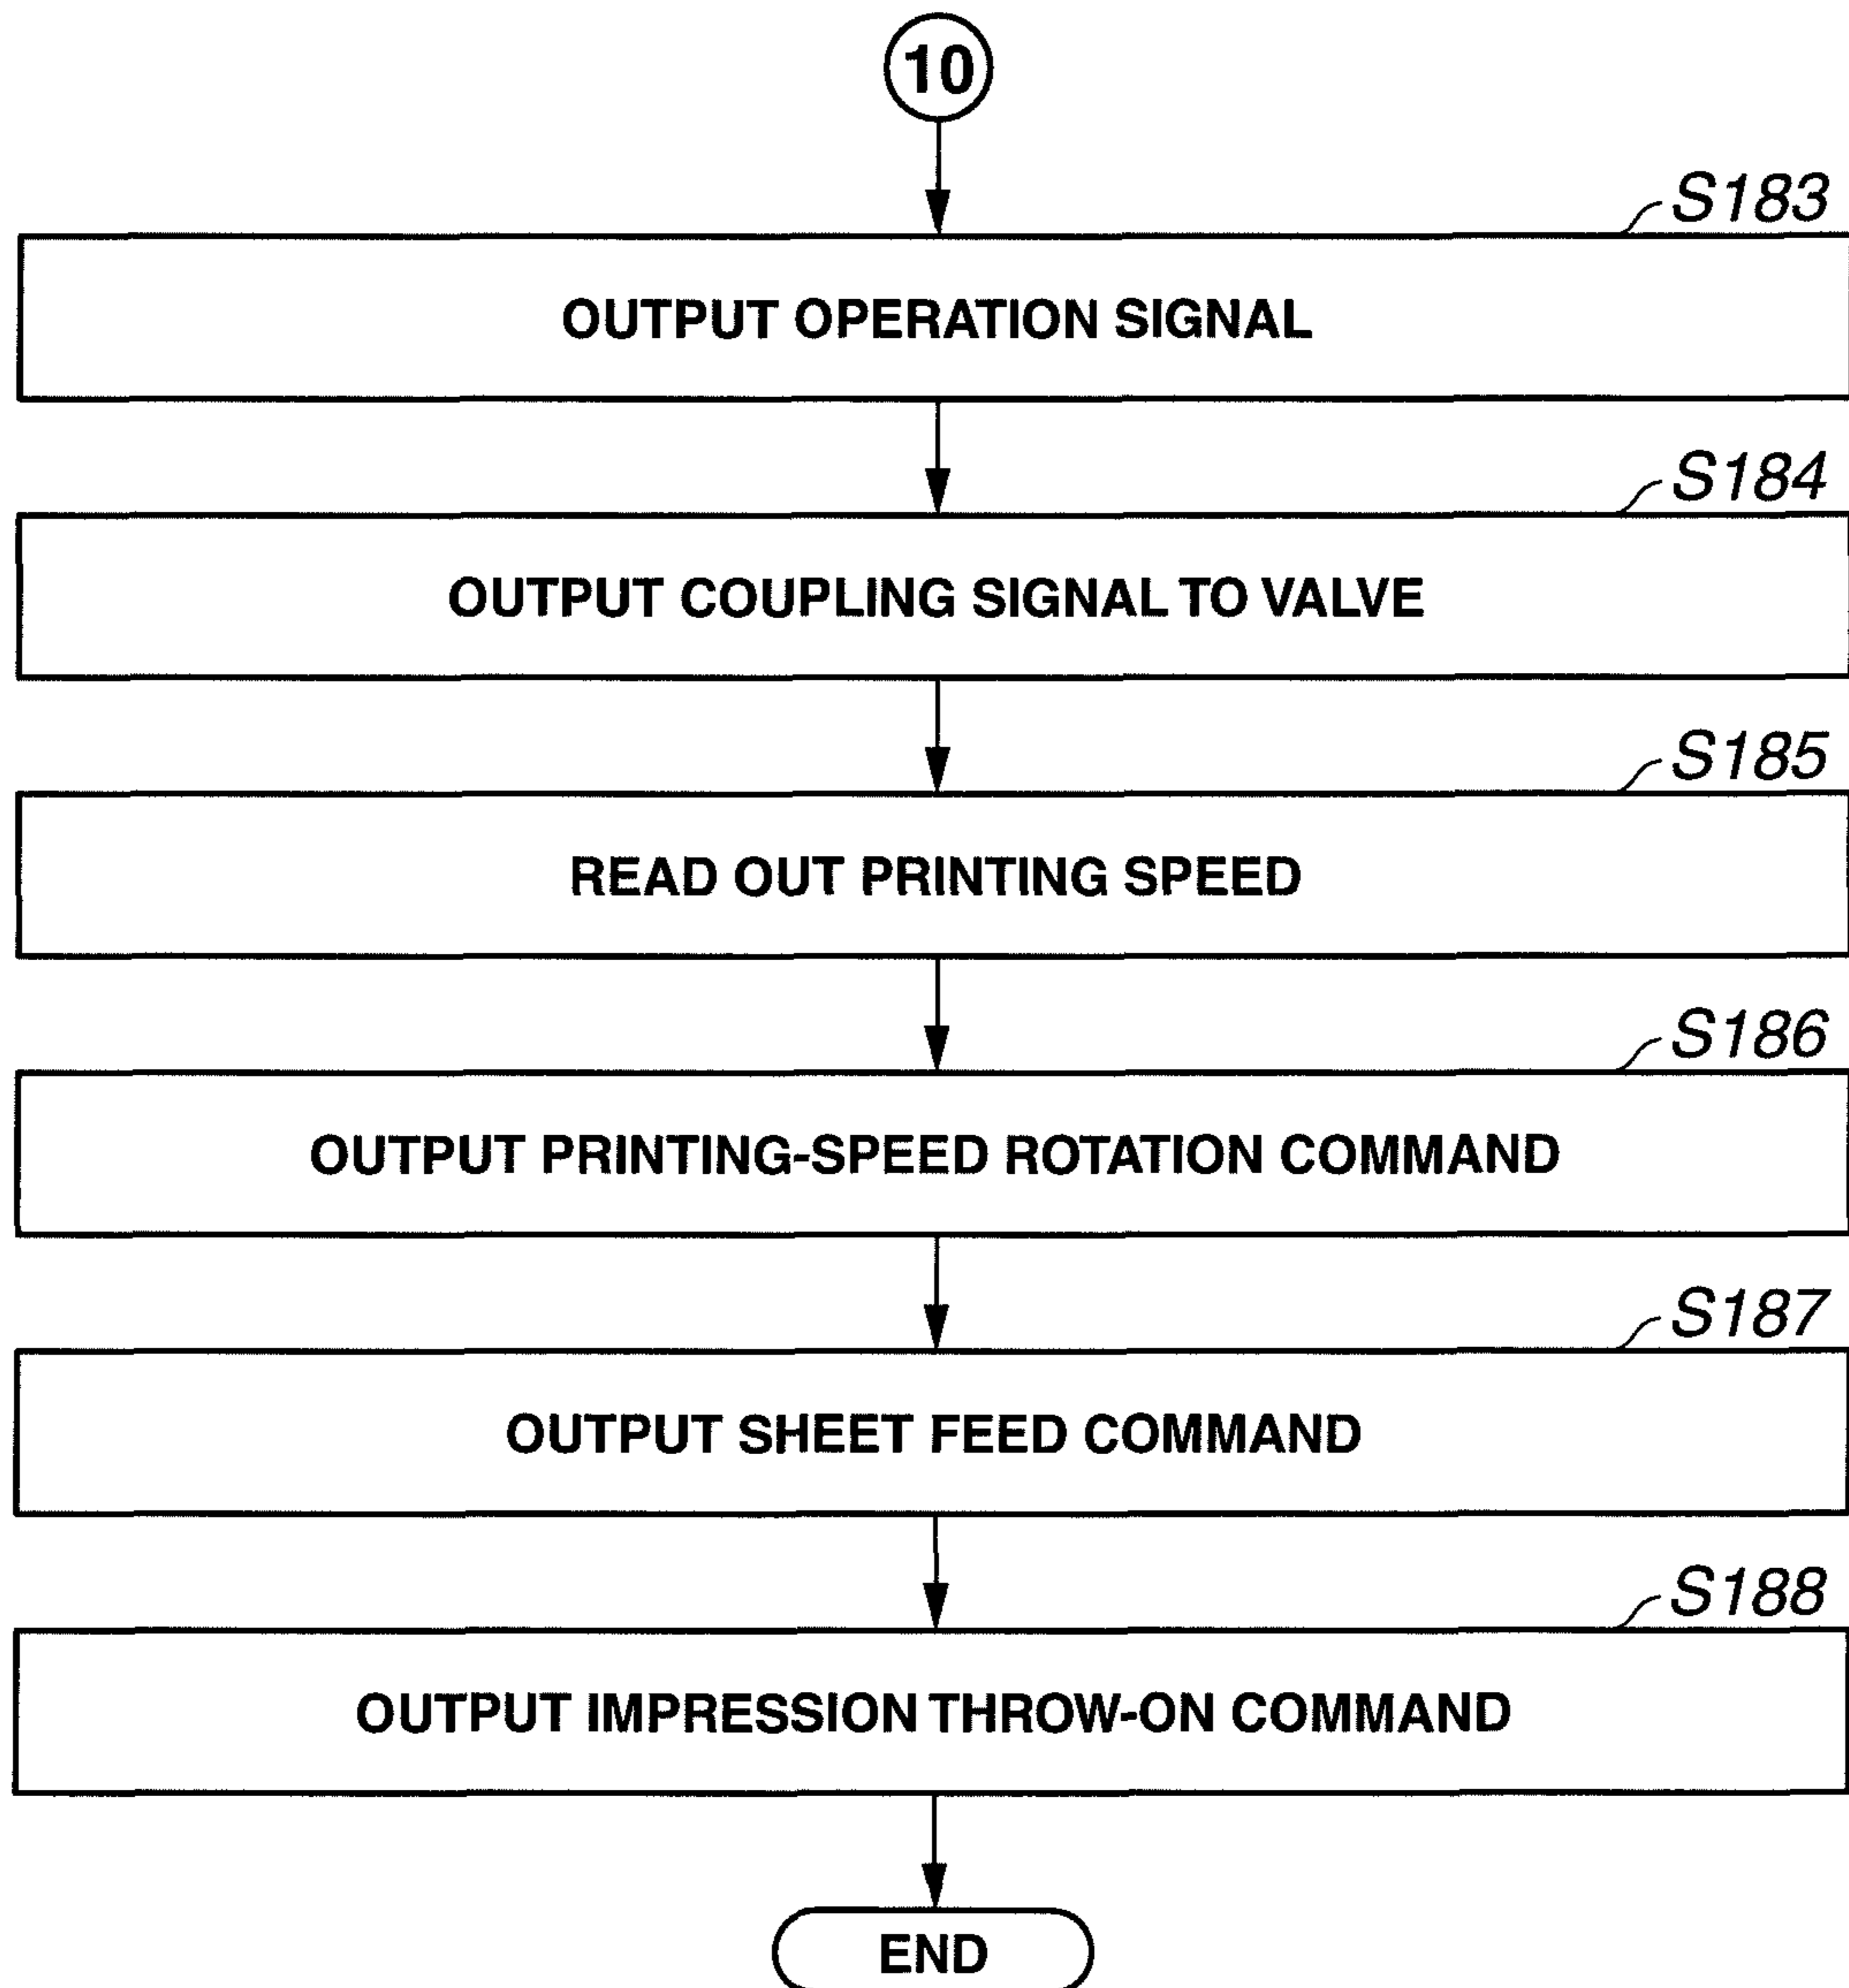 10
S183
OUTPUT OPERATION SIGNAL
S184
OUTPUT COUPLING SIGNAL TO VALVE
S185
READ OUT PRINTING SPEED
S186
OUTPUT PRINTING-SPEED ROTATION COMMAND
S187
OUTPUT SHEET FEED COMMAND
S188
OUTPUT IMPRESSION THROW-ON COMMAND
END